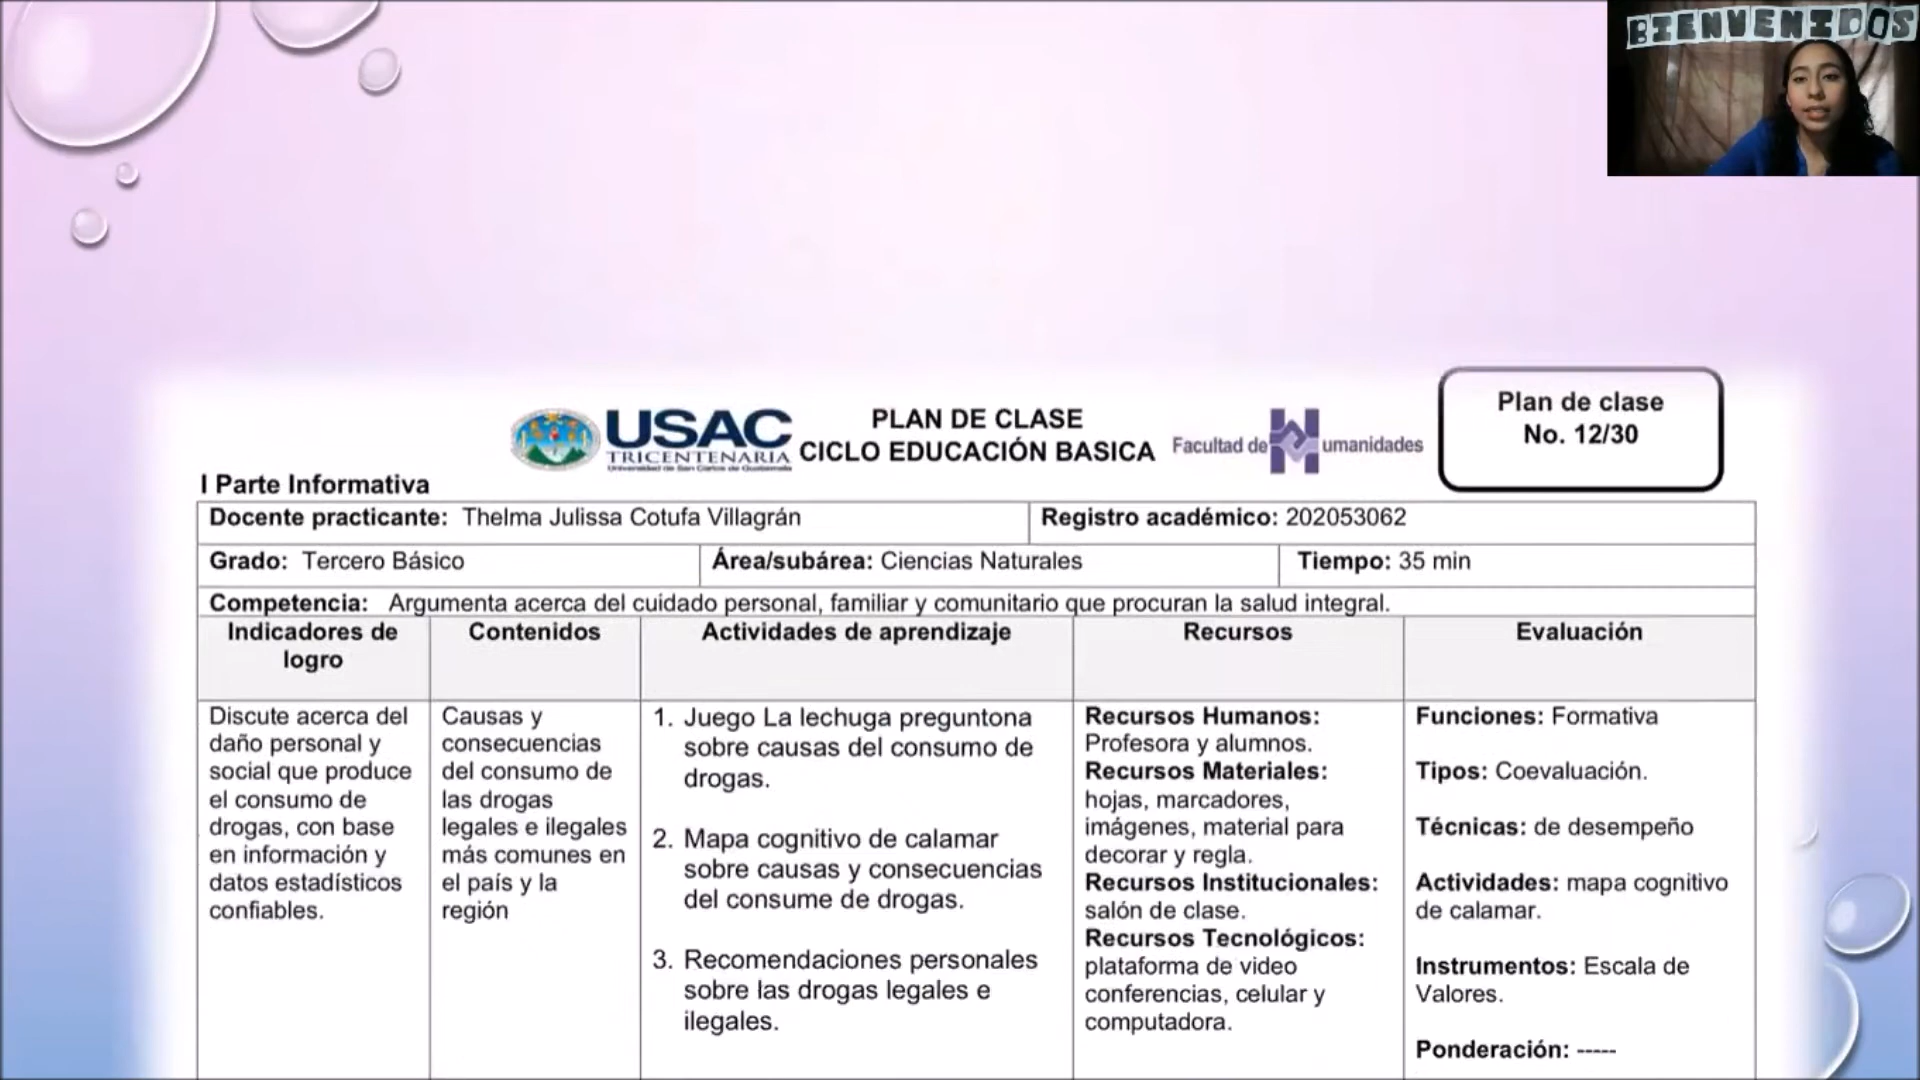 BIENVENIDOS
USAC
TRICENTENARIA
Universidad de San Carlos de Guatemala
PLAN DE CLASE
CICLO EDUCACIÓN BASICA
Facultad de Humanidades
Plan de clase
No. 12/30
I Parte Informativa
Docente practicante: Thelma Julissa Cotufa Villagrán
Registro académico: 202053062
Grado: Tercero Básico
Área/subárea: Ciencias Naturales
Tiempo: 35 min
Competencia: Argumenta acerca del cuidado personal, familiar y comunitario que procuran la salud integral.
Indicadores de
logro
Contenidos
Actividades de aprendizaje
Recursos
Evaluación
Discute acerca del
daño personal y
social que produce
el consumo de
drogas, con base
en información y
datos estadísticos
confiables.
Causas y
consecuencias
del consumo de
las drogas
legales e ilegales
más comunes en
el país y la
región
1. Juego La lechuga preguntona
sobre causas del consumo de
drogas.
2. Mapa cognitivo de calamar
sobre causas y consecuencias
del consume de drogas.
3. Recomendaciones personales
sobre las drogas legales e
ilegales.
Recursos Humanos:
Profesora y alumnos.
Recursos Materiales:
hojas, marcadores,
imágenes, material para
decorar y regla.
Recursos Institucionales:
salón de clase.
Recursos Tecnológicos:
plataforma de video
conferencias, celular y
computadora.
Funciones: Formativa
Tipos: Coevaluación.
Técnicas: de desempeño
Actividades: mapa cognitivo
de calamar.
Instrumentos: Escala de
Valores.
Ponderación: -----